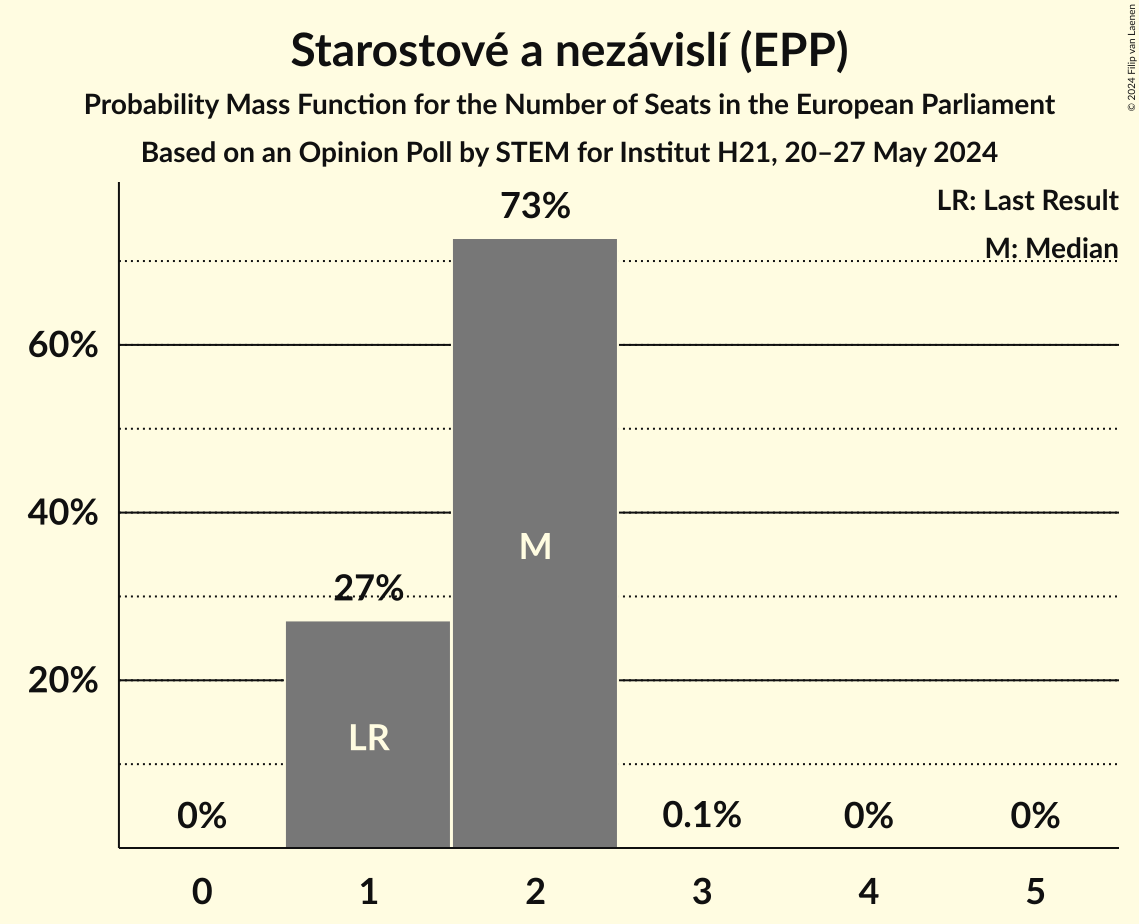 Starostové a nezávislí (EPP)
Probability Mass Function for the Number of Seats in the European Parliament
Based on an Opinion Poll by STEM for Institut H21, 20–27 May 2024
© 2024 Filip van Laenen
LR: Last Result
M: Median
73%
60%
40%
M
27%
20%
LR
0%
0.1%
0%
0%
0
1
2
3
4
5